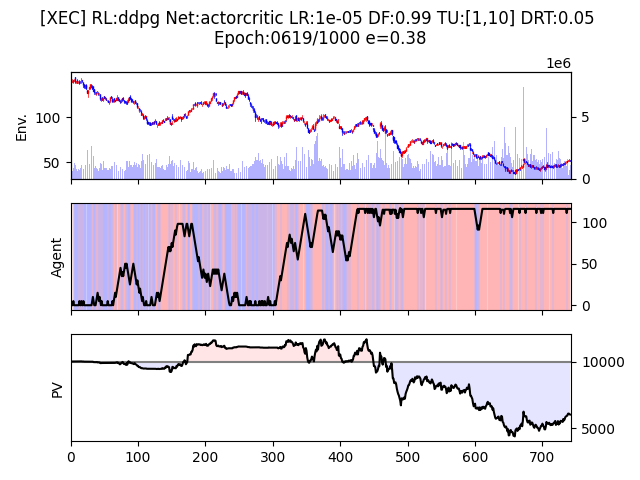 [XEC] RL:ddpg Net:actorcritic LR:1e-05 DF:0.99 TU:[1,10] DRT:0.05
Epoch:0619/1000 e=0.38
1e6
Env.
100
50
5
0
Agent
100
50
0
PV
10000
5000
0 100 200 300 400 500 600 700